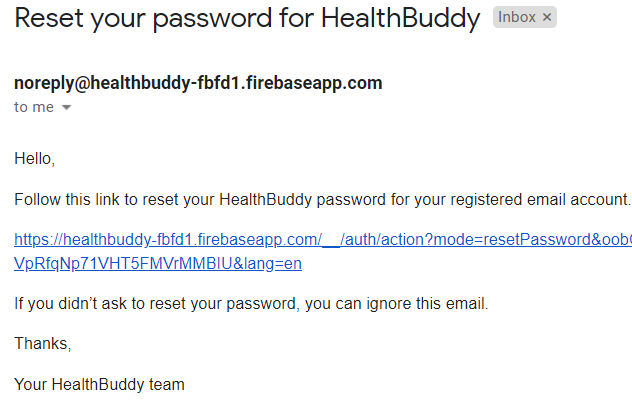 Reset your password for HealthBuddy Inbox ×
noreply@healthbuddy-fbfd1.firebaseapp.com
to me
Hello,
Follow this link to reset your HealthBuddy password for your registered email account.
https://healthbuddy-fbfd1.firebaseapp.com/__/auth/action?mode=resetPassword&oob
VpRfqNp71VHT5FMVrMMBIU&lang=en
If you didn’t ask to reset your password, you can ignore this email.
Thanks,
Your HealthBuddy team